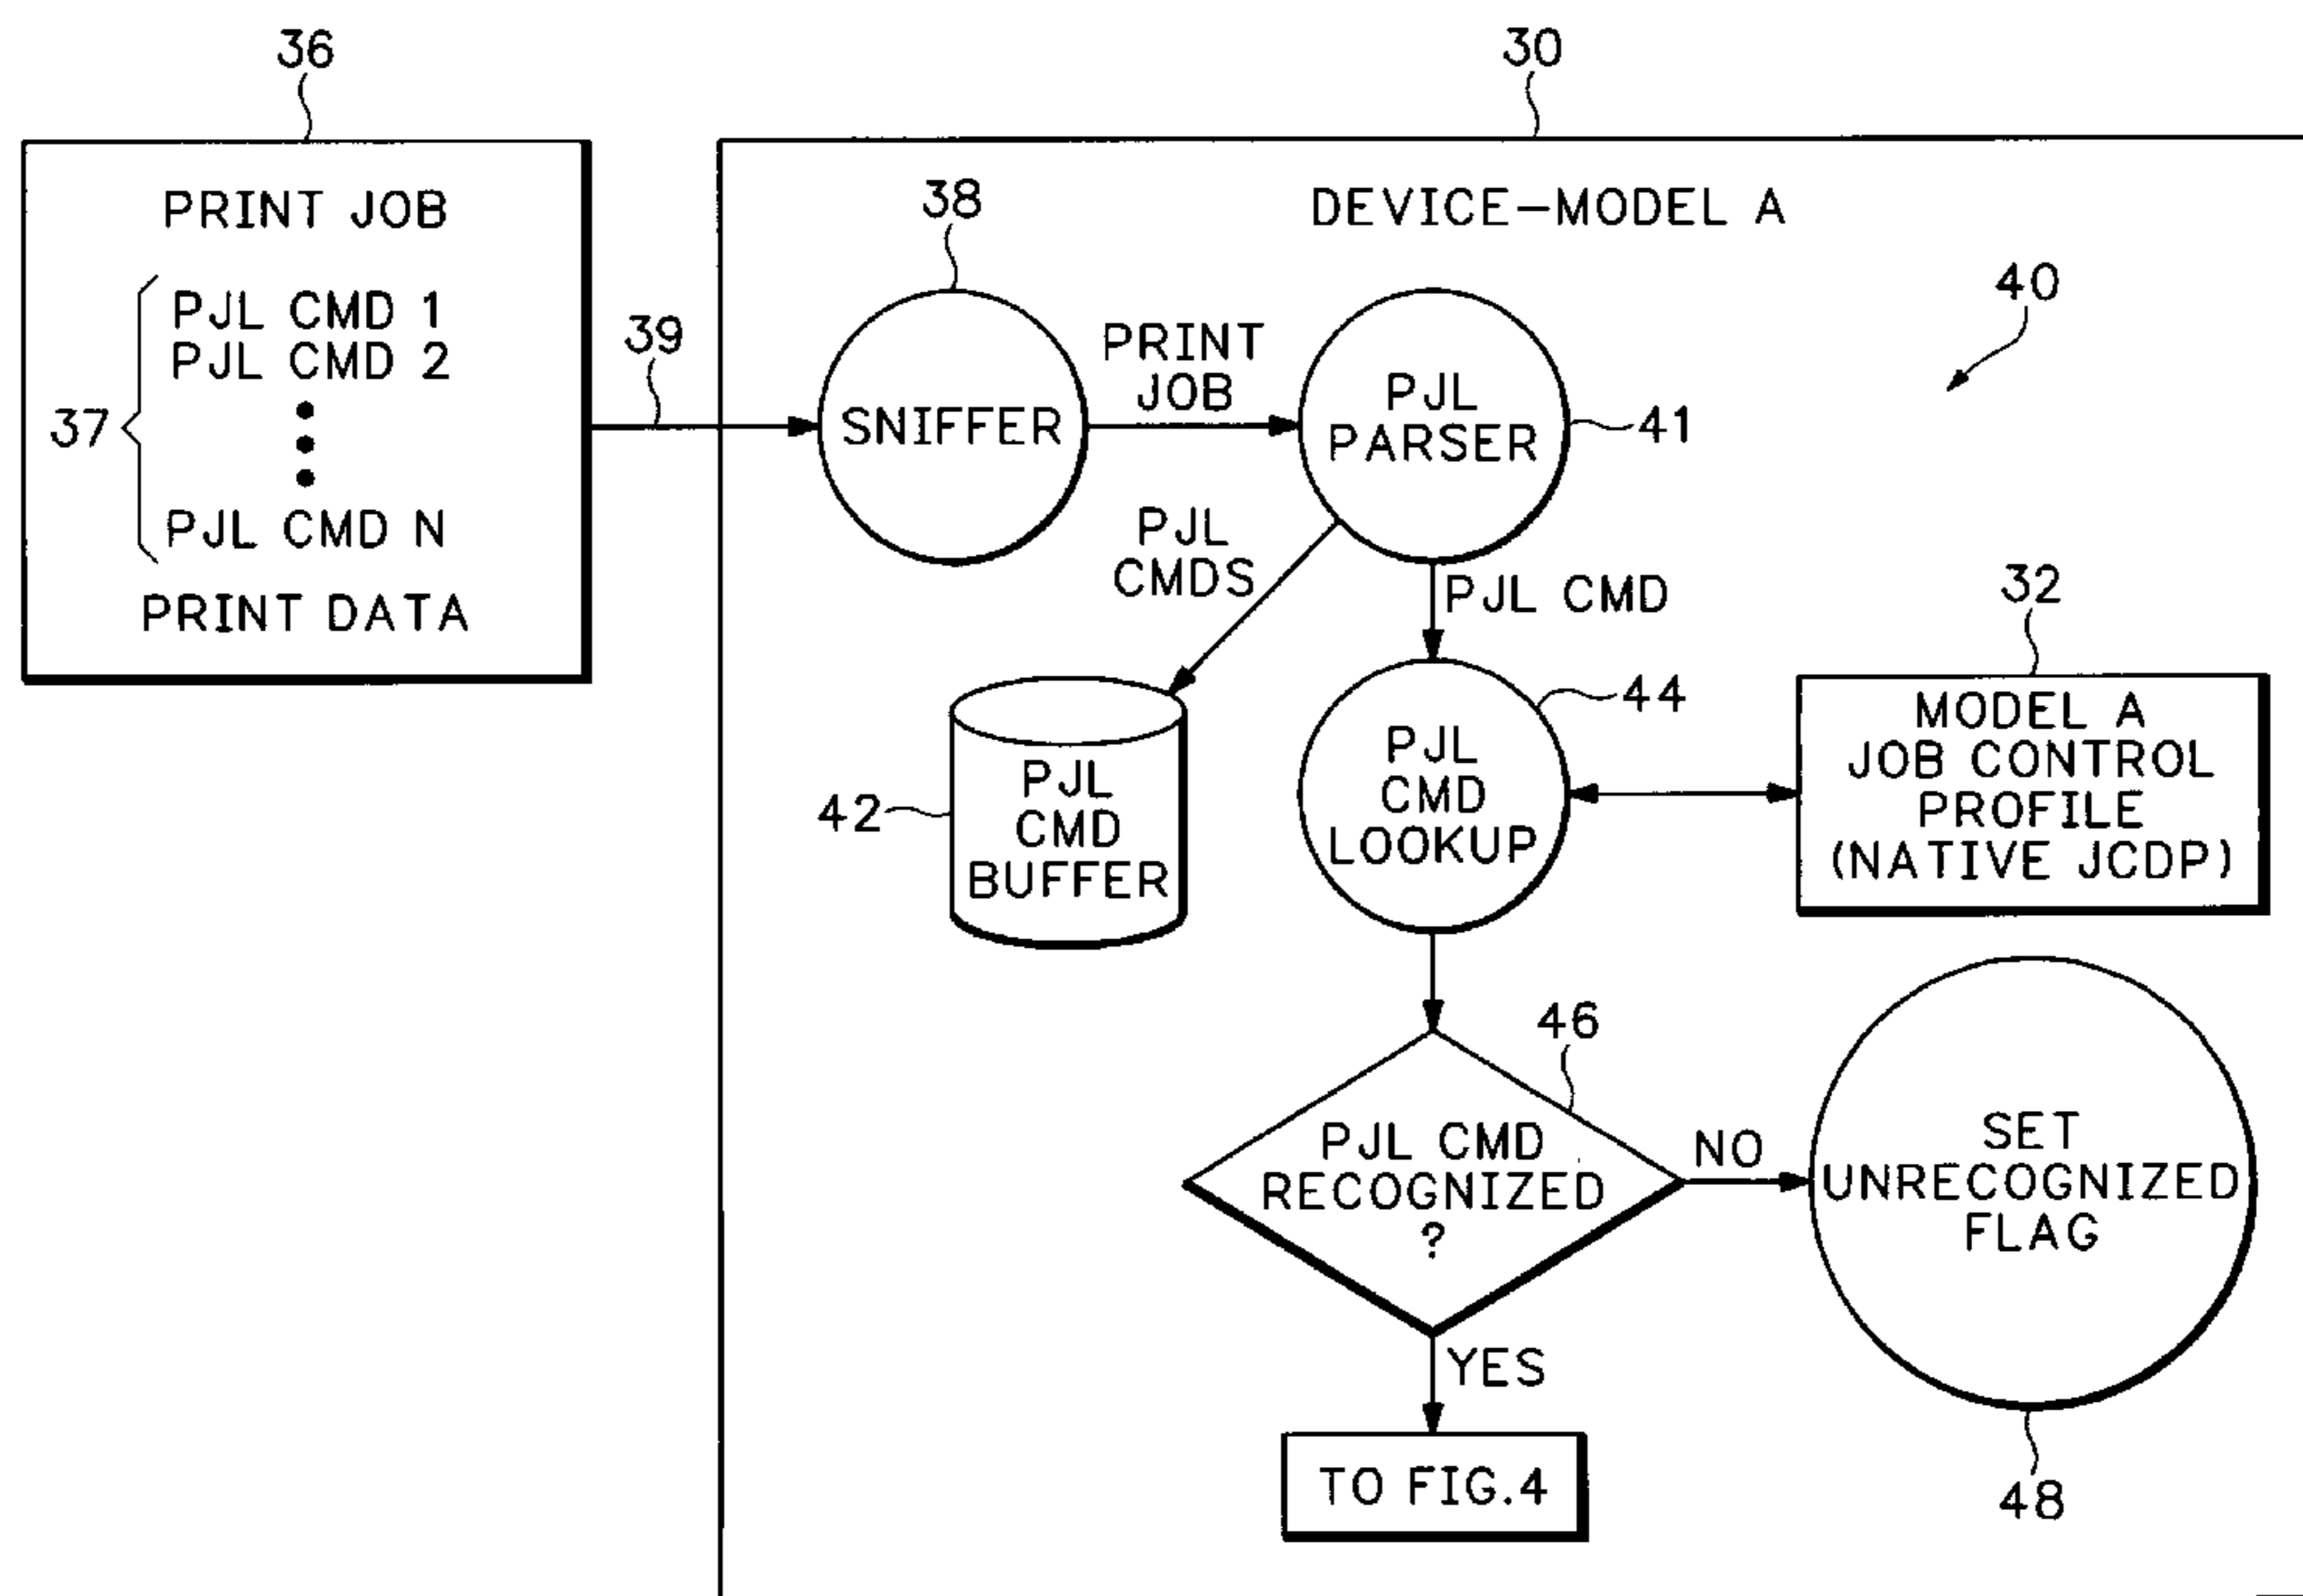 36
30
PRINT JOB
PJL CMD 1
PJL CMD 2
PJL CMD N
PRINT DATA
37
39
DEVICE-MODEL A
38
40
SNIFFER
PRINT
JOB
PJL
PARSER
41
PJL
CMDS
PJL CMD
PJL
CMD
BUFFER
42
PJL
CMD
LOOKUP
44
32
MODEL A
JOB CONTROL
PROFILE
(NATIVE JCDP)
46
PJL CMD
RECOGNIZED
?
NO
SET
UNRECOGNIZED
FLAG
48
YES
TO FIG.4